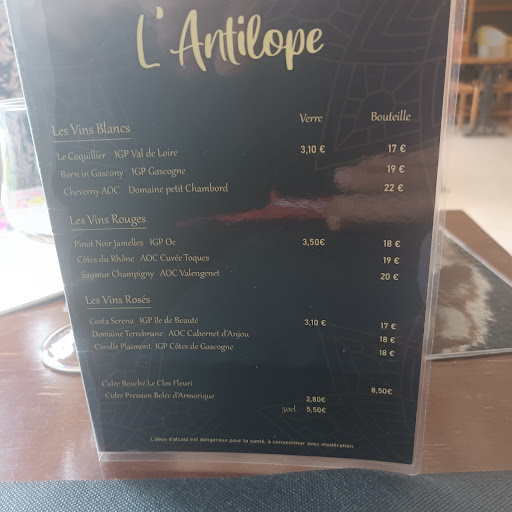 L'Antilope
Les Vins Blancs Verre Bouteille
Le Coquillier IGP Val de Loire 3,10 € 17 €
Born in Gascony IGP Gascogne 19 €
Cheverny AOC Domaine petit Chambord 22 €
Les Vins Rouges
Pinot Noir Jamelles IGP Oc 3,50€ 18 €
Côtes du Rhône AOC Cuvée Toques 19 €
Saumur Champigny AOC Valengenet 20 €
Les Vins Rosés
Costa Serena IGP île de Beauté 3,10 € 17 €
Domaine Terrebrune AOC Cabernet d'Anjou 18 €
Condle Plaimont IGP Côtes de Gascogne 18 €
Cidre Bouché Le Clos Fleuri 8,50€
Cidre Pression Bolée d'Armorique 2,80€
50cl 5,50€
L'abus d'alcool est dangereux pour la santé, à consommer avec modération